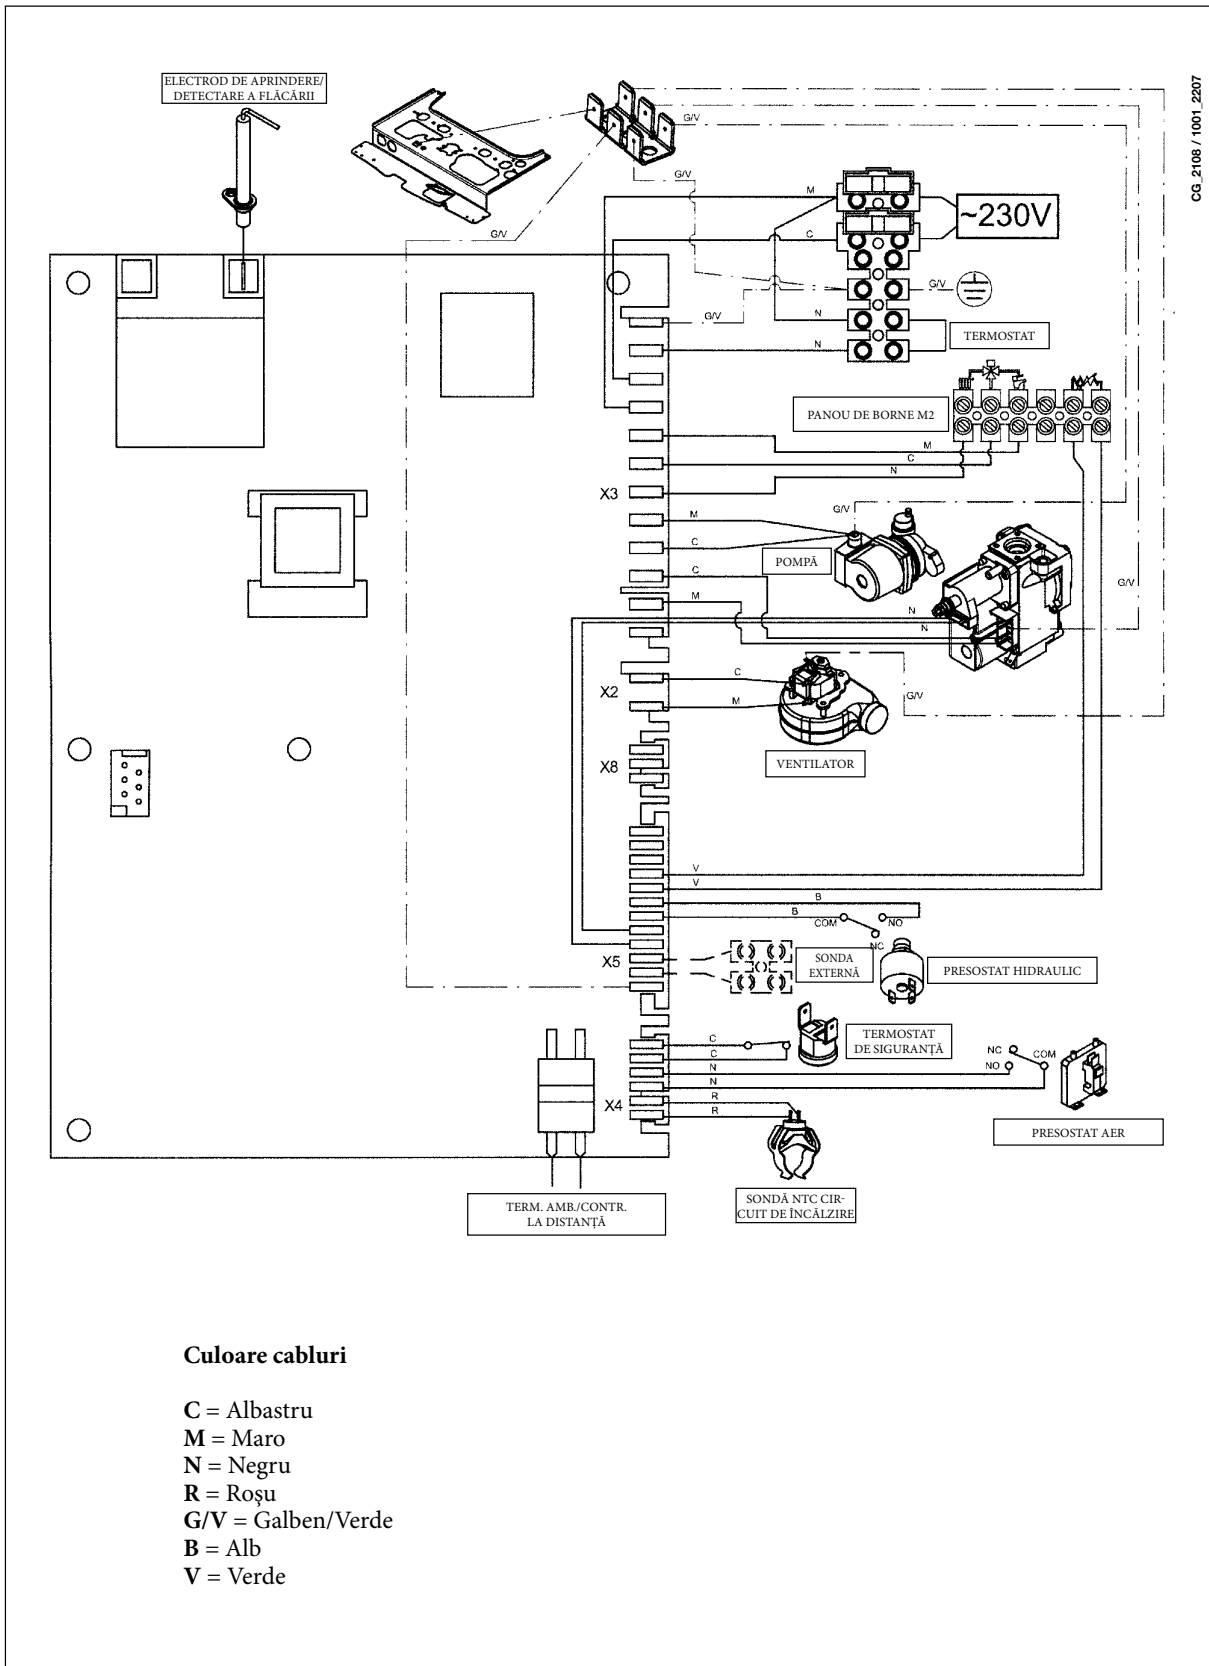 CG_2108 / 1001_2207
ELECTROD DE APRINDERE/
DETECTARE A FLĂCĂRII
G/V
G/V
G/V
M
~230V
C
G/V
G/V
N
TERMOSTAT
N
PANOU DE BORNE M2
M
C
N
X3
G/V
M
C
POMPĂ
C
G/V
M
N
N
X2
C
G/V
M
VENTILATOR
X8
V
V
B
B
COM
NO
NC
X5
SONDA
EXTERNĂ
PRESOSTAT HIDRAULIC
C
C
TERMOSTAT
DE SIGURANȚĂ
N
NC
COM
NO
N
R
X4
R
PRESOSTAT AER
TERM. AMB./CONTR.
LA DISTANȚĂ
SONDĂ NTC CIR-
CUIT DE ÎNCĂLZIRE
Culoare cabluri
C = Albastru
M = Maro
N = Negru
R = Roşu
G/V = Galben/Verde
B = Alb
V = Verde